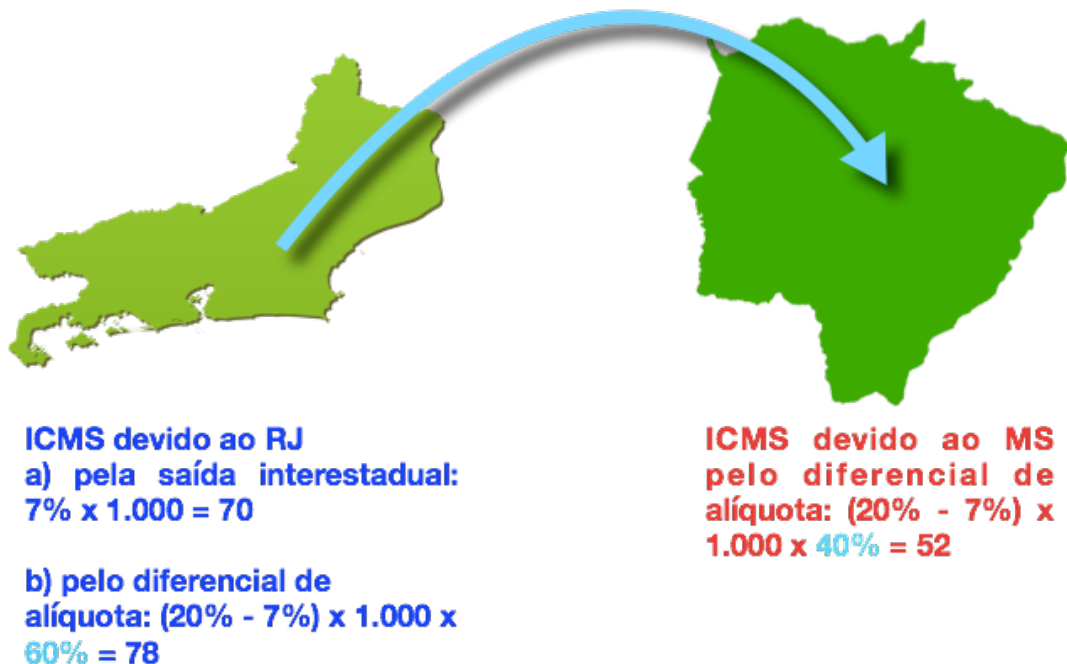 ICMS devido ao RJ
a) pela saída interestadual:
7% x 1.000 = 70
b) pelo diferencial de
alíquota: (20% - 7%) x 1.000 x
60% = 78
ICMS devido ao MS
pelo diferencial de
alíquota: (20% - 7%) x
1.000 x 40% = 52